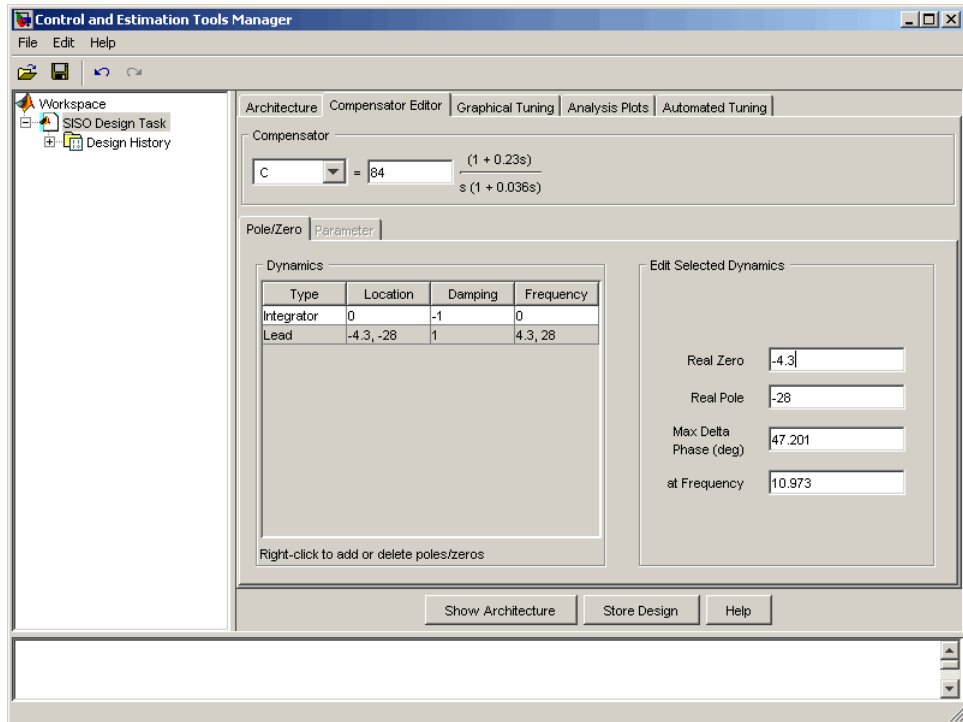 Control and Estimation Tools Manager
File Edit Help
Workspace
SISO Design Task
Design History
Architecture Compensator Editor Graphical Tuning Analysis Plots Automated Tuning
Compensator
C = 84 (1 + 0.23s)
s (1 + 0.036s)
Pole/Zero Parameter
Dynamics
Type Location Damping Frequency
Integrator 0 -1 0
Lead -4.3, -28 1 4.3, 28
Right-click to add or delete poles/zeros
Edit Selected Dynamics
Real Zero -4.3
Real Pole -28
Max Delta
Phase (deg) 47.201
at Frequency 10.973
Show Architecture Store Design Help